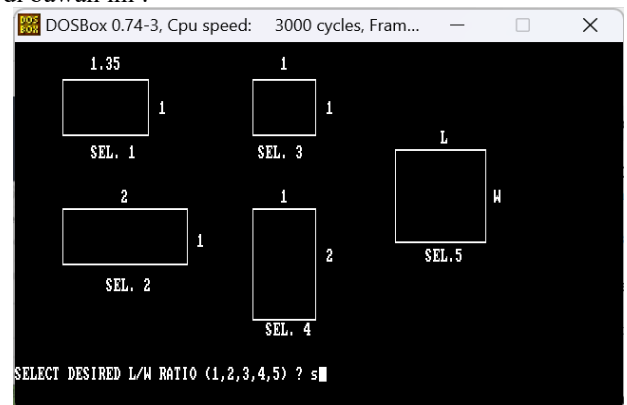 di bawah ini :
DOSBox 0.74-3, Cpu speed: 3000 cycles, Fram...
1.35
1
SEL. 1
1
1
SEL. 3
L
W
SEL.5
2
1
SEL. 2
1
2
SEL. 4
SELECT DESIRED L/W RATIO (1,2,3,4,5) ? s